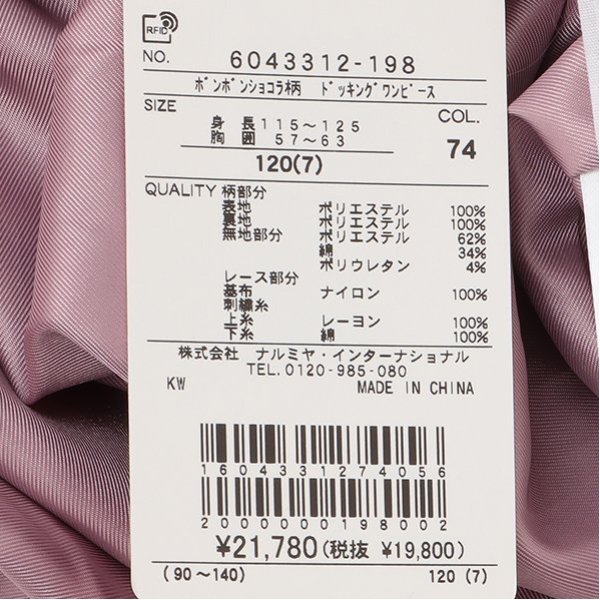 RFID
NO. 6043312-198
ボンボンショコラ柄 ドッキングワンピース
SIZE COL.
身 長 115～125
胸 囲 57～63 74
120(7)
QUALITY 柄部分
表地 ポリエステル 100%
裏地 ポリエステル 100%
無地部分 ポリエステル 62%
綿 34%
ポリウレタン 4%
レース部分
基布 ナイロン 100%
刺繍糸
上糸 レーヨン 100%
下糸 綿 100%
株式会社 ナルミヤ・インターナショナル
TEL.0120-985-080
KW MADE IN CHINA
1604331274056
2000000198002
¥21,780(税抜 ¥19,800)
(90～140) 120 (7)